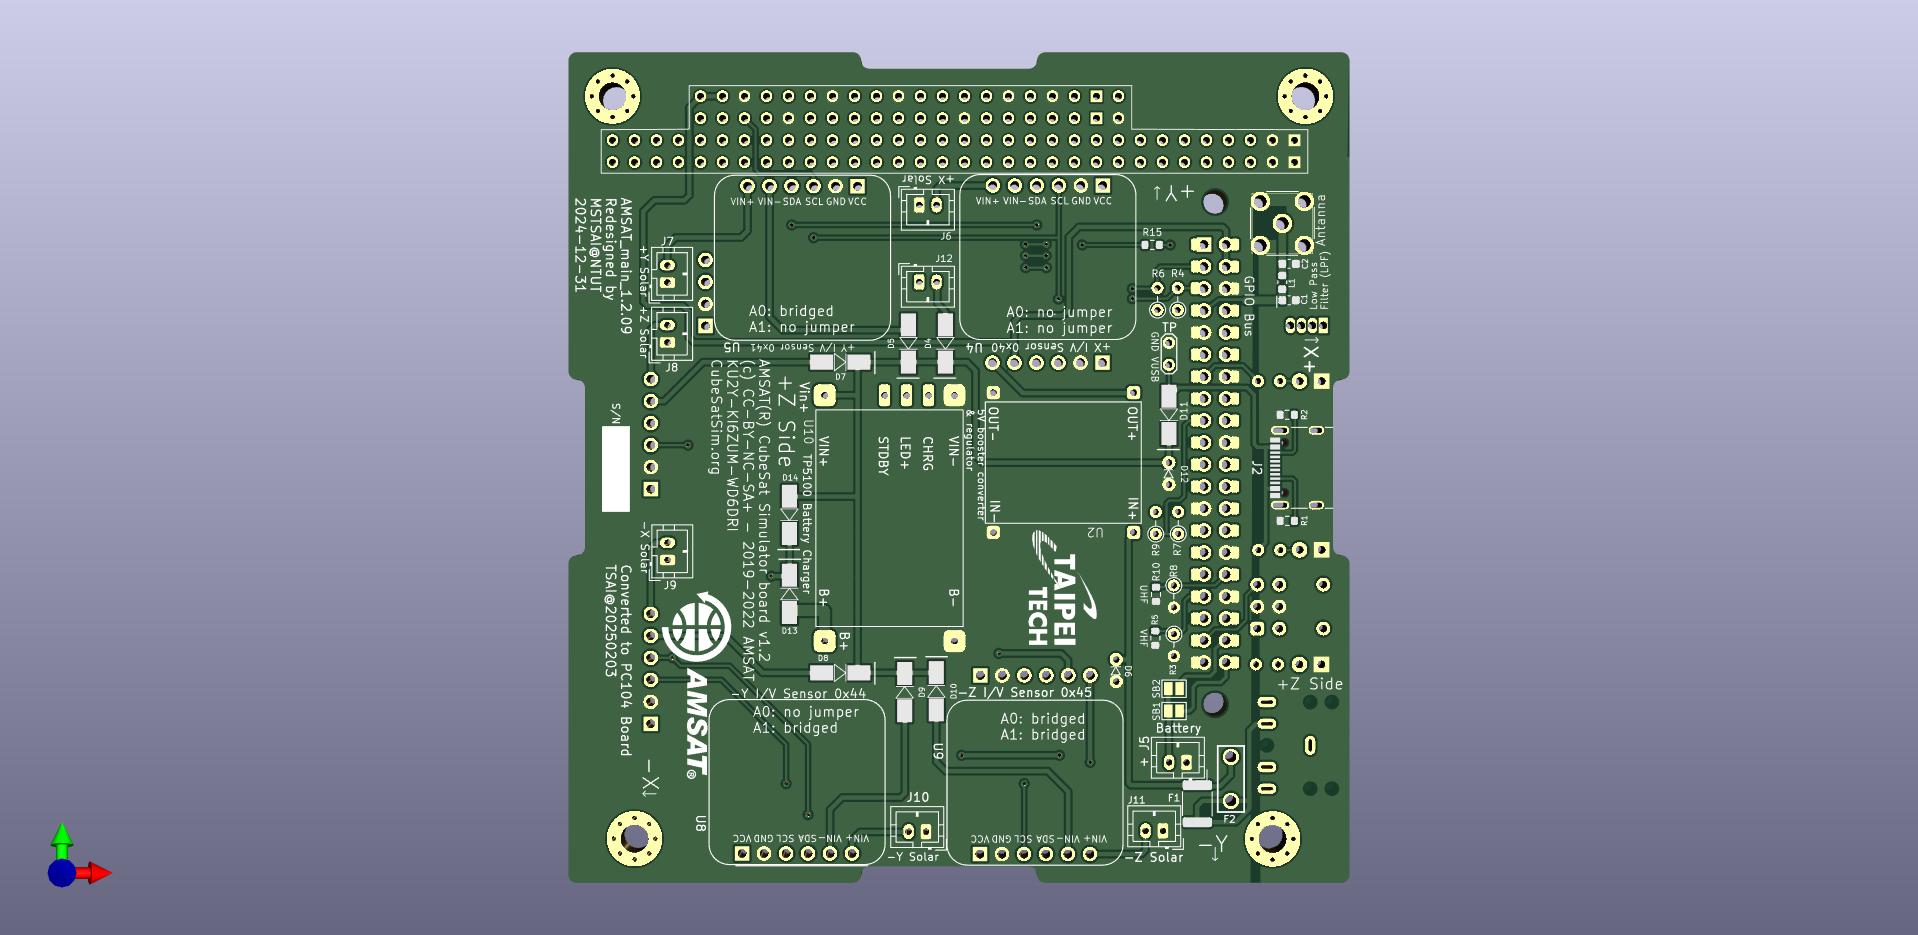 +X Solar
J6
VIN+ VIN- SDA SCL GND VCC
VIN+ VIN- SDA SCL GND VCC
+Y
AMSAT_main_1.2.09
Redesigned by
MSTSAI@NTUT
2024-12-31
J7
+Y Solar
+Z Solar
J8
J12
R15
R6 R4
Antanna
Low Pass
Filter (LPF)
C2
L1
C1
GPIO Bus
A0: bridged
A1: no jumper
A0: no jumper
A1: no jumper
U5
+Y I/V Sensor 0x41
U4
+X I/V Sensor 0x40
D5
D4
D7
TP
GND VUSB
X+
D11
D12
R2
J2
R1
S/N
AMSAT(R) CubeSat Simulator board v1.2
(c) CC-BY-NC-SA+ - 2019-2022 AMSAT
KU2Y-KI6ZUM-WD6DRI
CubeSatSim.org
+Z Side
Vin+
U10 TP5100 Battery Charger
VIN+
STDBY
LED+
CHRG
VIN-
5V booster converter
& regulator
OUT-
OUT+
IN-
IN+
U2
D14
D13
B+
B-
B+
D8
-X Solar
J9
Converted to PC104 Board
TSAI@20250203
AMSAT®
TAIPEI
TECH
R9
R7
R10
R8
UHF
R5
VHF
R3
D6
-Y I/V Sensor 0x44
D9
D10
-Z I/V Sensor 0x45
A0: no jumper
A1: bridged
A0: bridged
A1: bridged
U9
SB2
SB1
+Z Side
Battery
J5
+
-X
U8
J10
-Y Solar
J11
-Z Solar
F1
F2
-Y
VCC GND SCL SDA VIN- VIN+
VCC GND SCL SDA VIN- VIN+